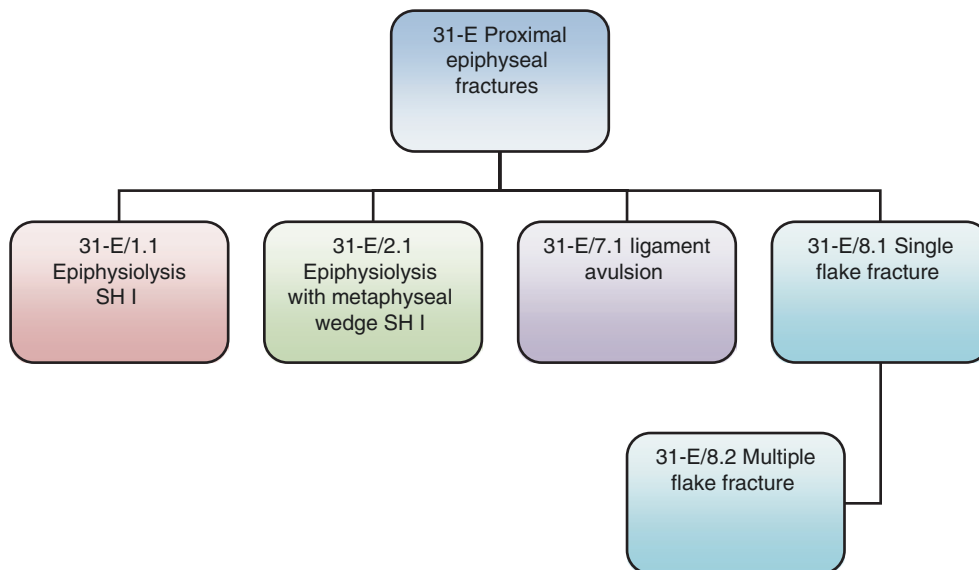 31-E Proximal
epiphyseal
fractures
31-E/1.1
Epiphysiolysis
SH I
31-E/2.1
Epiphysiolysis
with metaphyseal
wedge SH I
31-E/7.1 ligament
avulsion
31-E/8.1 Single
flake fracture
31-E/8.2 Multiple
flake fracture